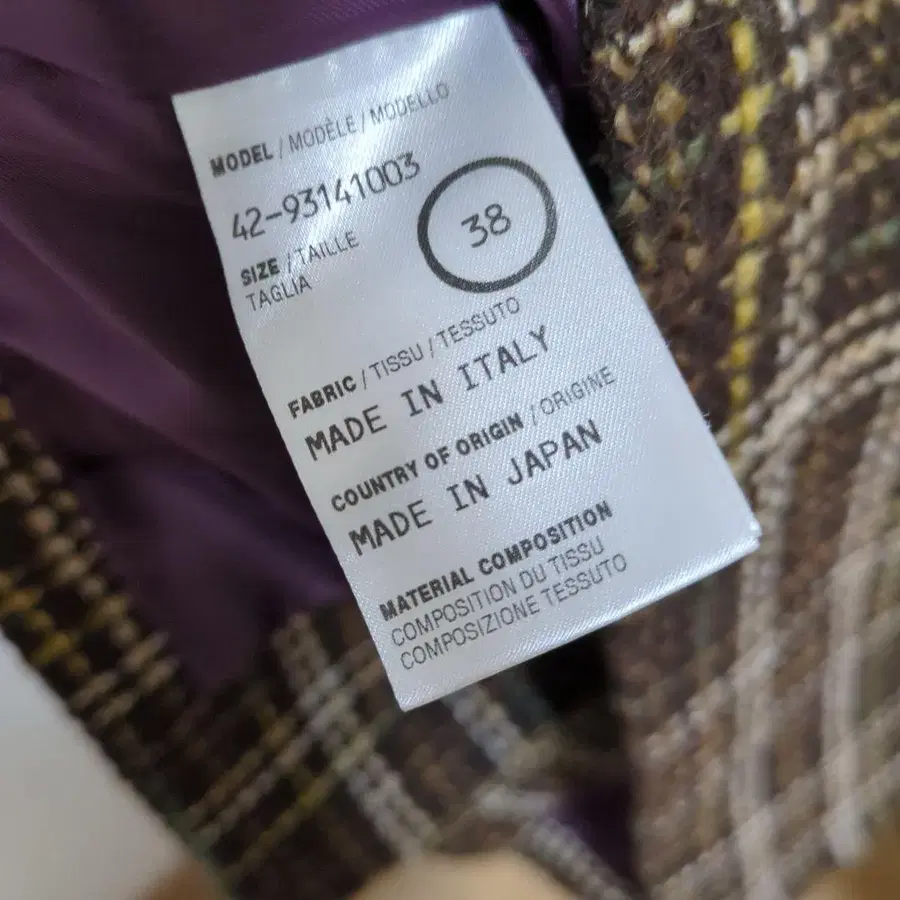 MODEL / MODÈLE / MODELLO
42-93141003
SIZE / TAILLE
TAGLIA
38
FABRIC / TISSU / TESSUTO
MADE IN ITALY
COUNTRY OF ORIGIN / ORIGINE
MADE IN JAPAN
MATERIAL COMPOSITION
COMPOSITION DU TISSU
COMPOSIZIONE TESSUTO